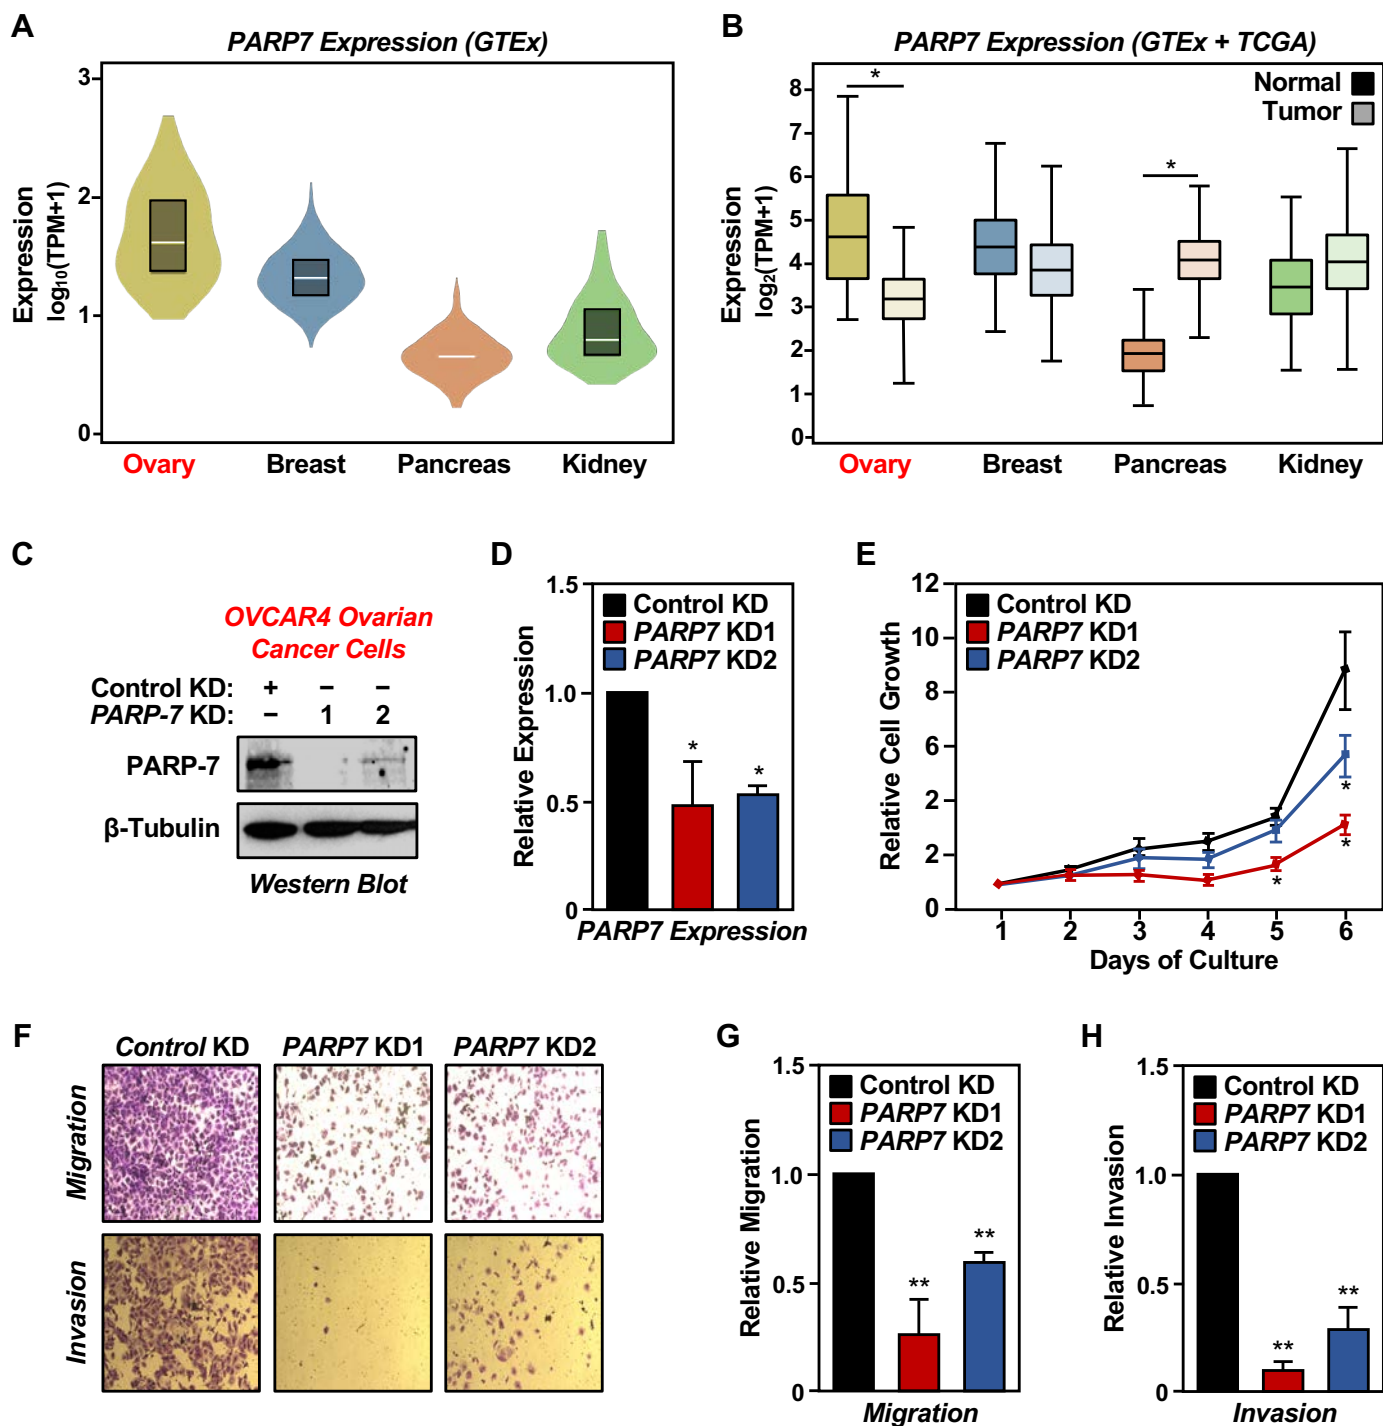 A
PARP7 Expression (GTEx)
Expression
log₁₀(TPM+1)
3
2
1
0
Ovary Breast Pancreas Kidney
B
PARP7 Expression (GTEx + TCGA)
Expression
log₂(TPM+1)
8
7
6
5
4
3
2
1
0
*
*
Normal
Tumor
Ovary Breast Pancreas Kidney
C
OVCAR4 Ovarian
Cancer Cells
Control KD: + – –
PARP-7 KD: – 1 2
PARP-7
β-Tubulin
Western Blot
D
Relative Expression
1.5
1.0
0.5
0
Control KD
PARP7 KD1
PARP7 KD2
*
*
PARP7 Expression
E
Relative Cell Growth
12
10
8
6
2
2
0
Control KD
PARP7 KD1
PARP7 KD2
*
*
*
1 2 3 4 5 6
Days of Culture
F
Control KD PARP7 KD1 PARP7 KD2
Migration
Invasion
G
Relative Migration
1.5
1.0
0.5
0
Control KD
PARP7 KD1
PARP7 KD2
**
**
Migration
H
Relative Invasion
1.5
1.0
0.5
0
Control KD
PARP7 KD1
PARP7 KD2
**
**
Invasion